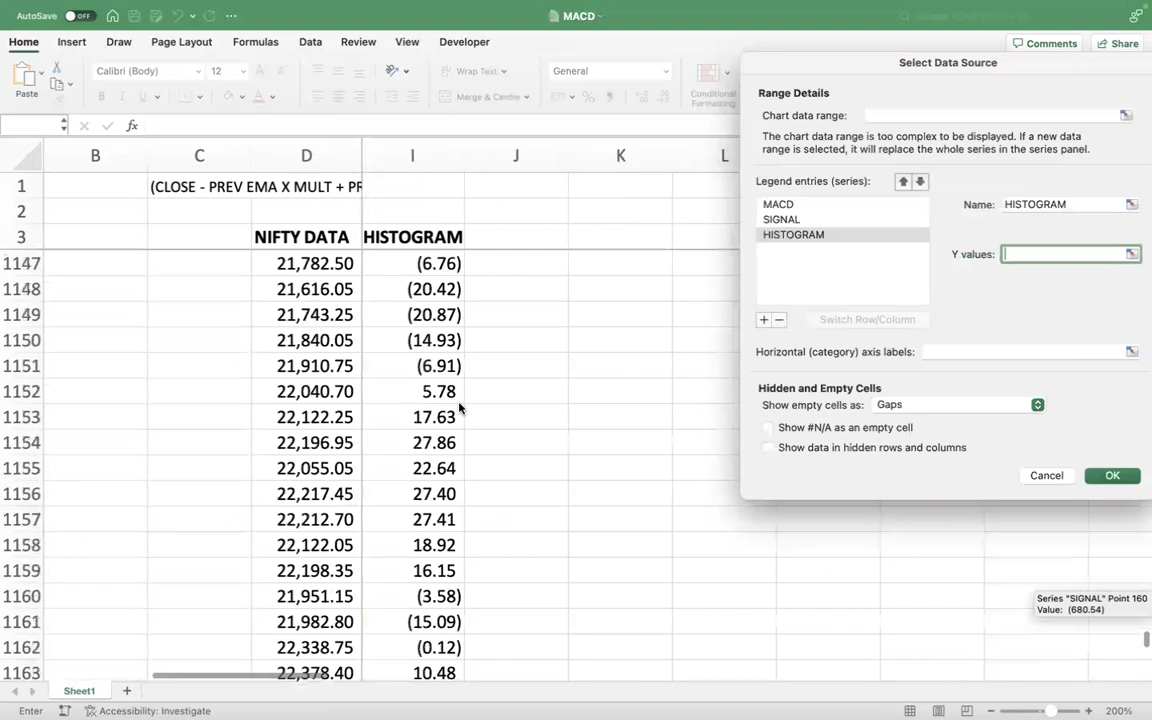 AutoSave OFF MACD
Home Insert Draw Page Layout Formulas Data Review View Developer Comments Share
Paste Calibri (Body) 12 Wrap Text General
B I U A Merge & Centre % Conditional
Formatting
fx
Select Data Source
Range Details
Chart data range:
The chart data range is too complex to be displayed. If a new data
range is selected, it will replace the whole series in the series panel.
Legend entries (series):
MACD
SIGNAL
HISTOGRAM
Name: HISTOGRAM
Y values:
+ − Switch Row/Column
Horizontal (category) axis labels:
Hidden and Empty Cells
Show empty cells as: Gaps
Show #N/A as an empty cell
Show data in hidden rows and columns
Cancel OK
B C D I J K L
1 (CLOSE - PREV EMA X MULT + PR
2
3 NIFTY DATA HISTOGRAM
1147 21,782.50 (6.76)
1148 21,616.05 (20.42)
1149 21,743.25 (20.87)
1150 21,840.05 (14.93)
1151 21,910.75 (6.91)
1152 22,040.70 5.78
1153 22,122.25 17.63
1154 22,196.95 27.86
1155 22,055.05 22.64
1156 22,217.45 27.40
1157 22,212.70 27.41
1158 22,122.05 18.92
1159 22,198.35 16.15
1160 21,951.15 (3.58)
1161 21,982.80 (15.09)
1162 22,338.75 (0.12)
1163 22,378.40 10.48
Series "SIGNAL" Point 160
Value: (680.54)
Sheet1 +
Enter Accessibility: Investigate − + 200%